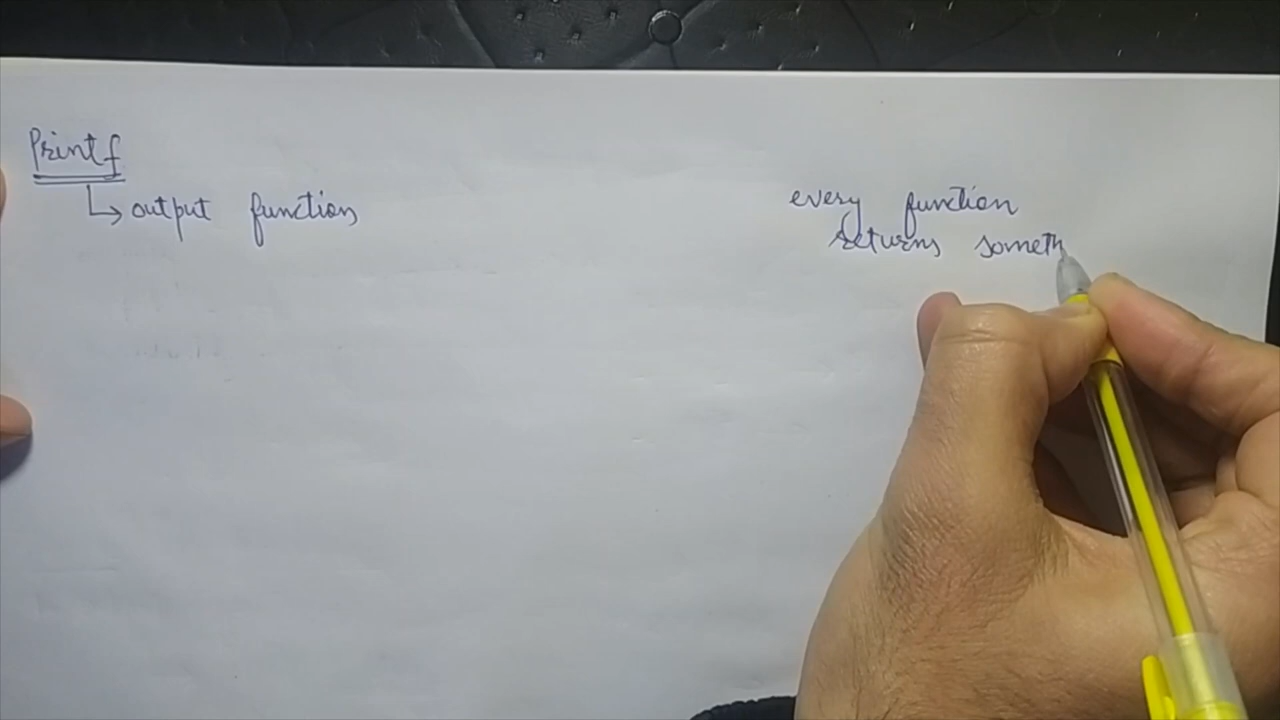 Printf
↳ output function
every function
returns someth